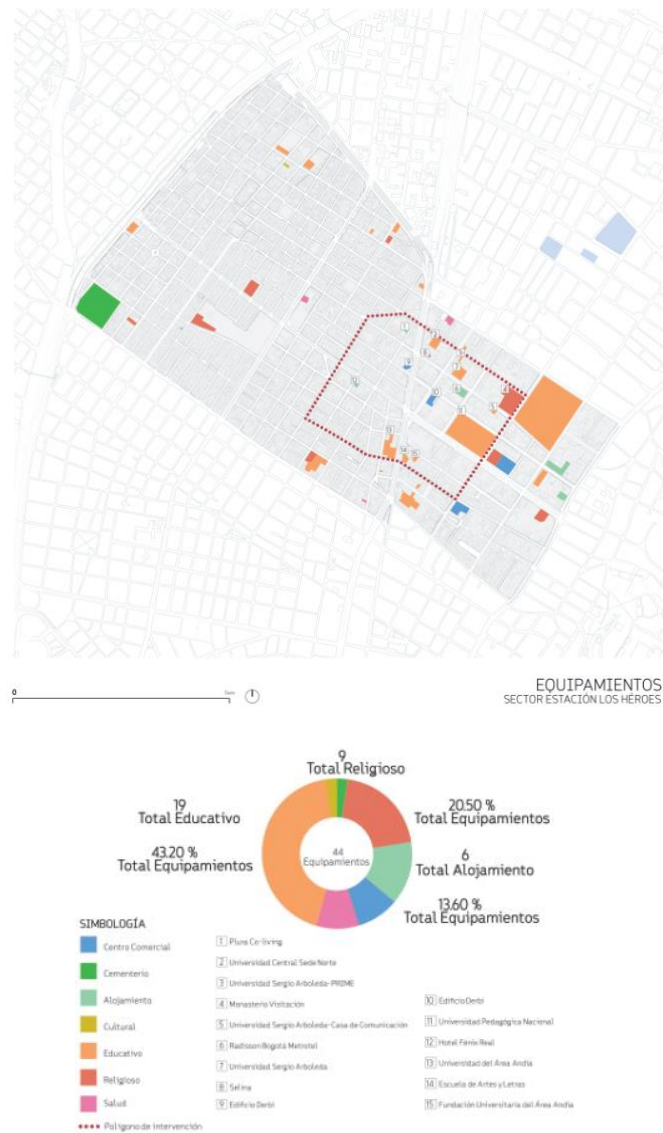 0
EQUIPAMIENTOS
SECTOR ESTACIÓN LOS HÉROES
9
Total Religioso
19
Total Educativo
20.50 %
Total Equipamientos
43.20 %
Total Equipamientos
44
Equipamientos
6
Total Alojamiento
13.60 %
Total Equipamientos
SIMBOLOGÍA
Centro Comercial
Cementerio
Alojamiento
Cultural
Educativo
Religioso
Salud
Polígono de intervención
1 Plura Co-living
2 Universidad Central Sede Norte
3 Universidad Sergio Arboleda-PRIME
4 Monasterio Visitación
5 Universidad Sergio Arboleda-Casa de Comunicación
6 Radisson Bogotá Metrotel
7 Universidad Sergio Arboleda
8 Selina
9 Edificio Derbi
10 Edificio Derbi
11 Universidad Pedagógica Nacional
12 Hotel Fénix Real
13 Universidad del Área Andia
14 Escuela de Artes y Letras
15 Fundación Universitaria del Área Andia